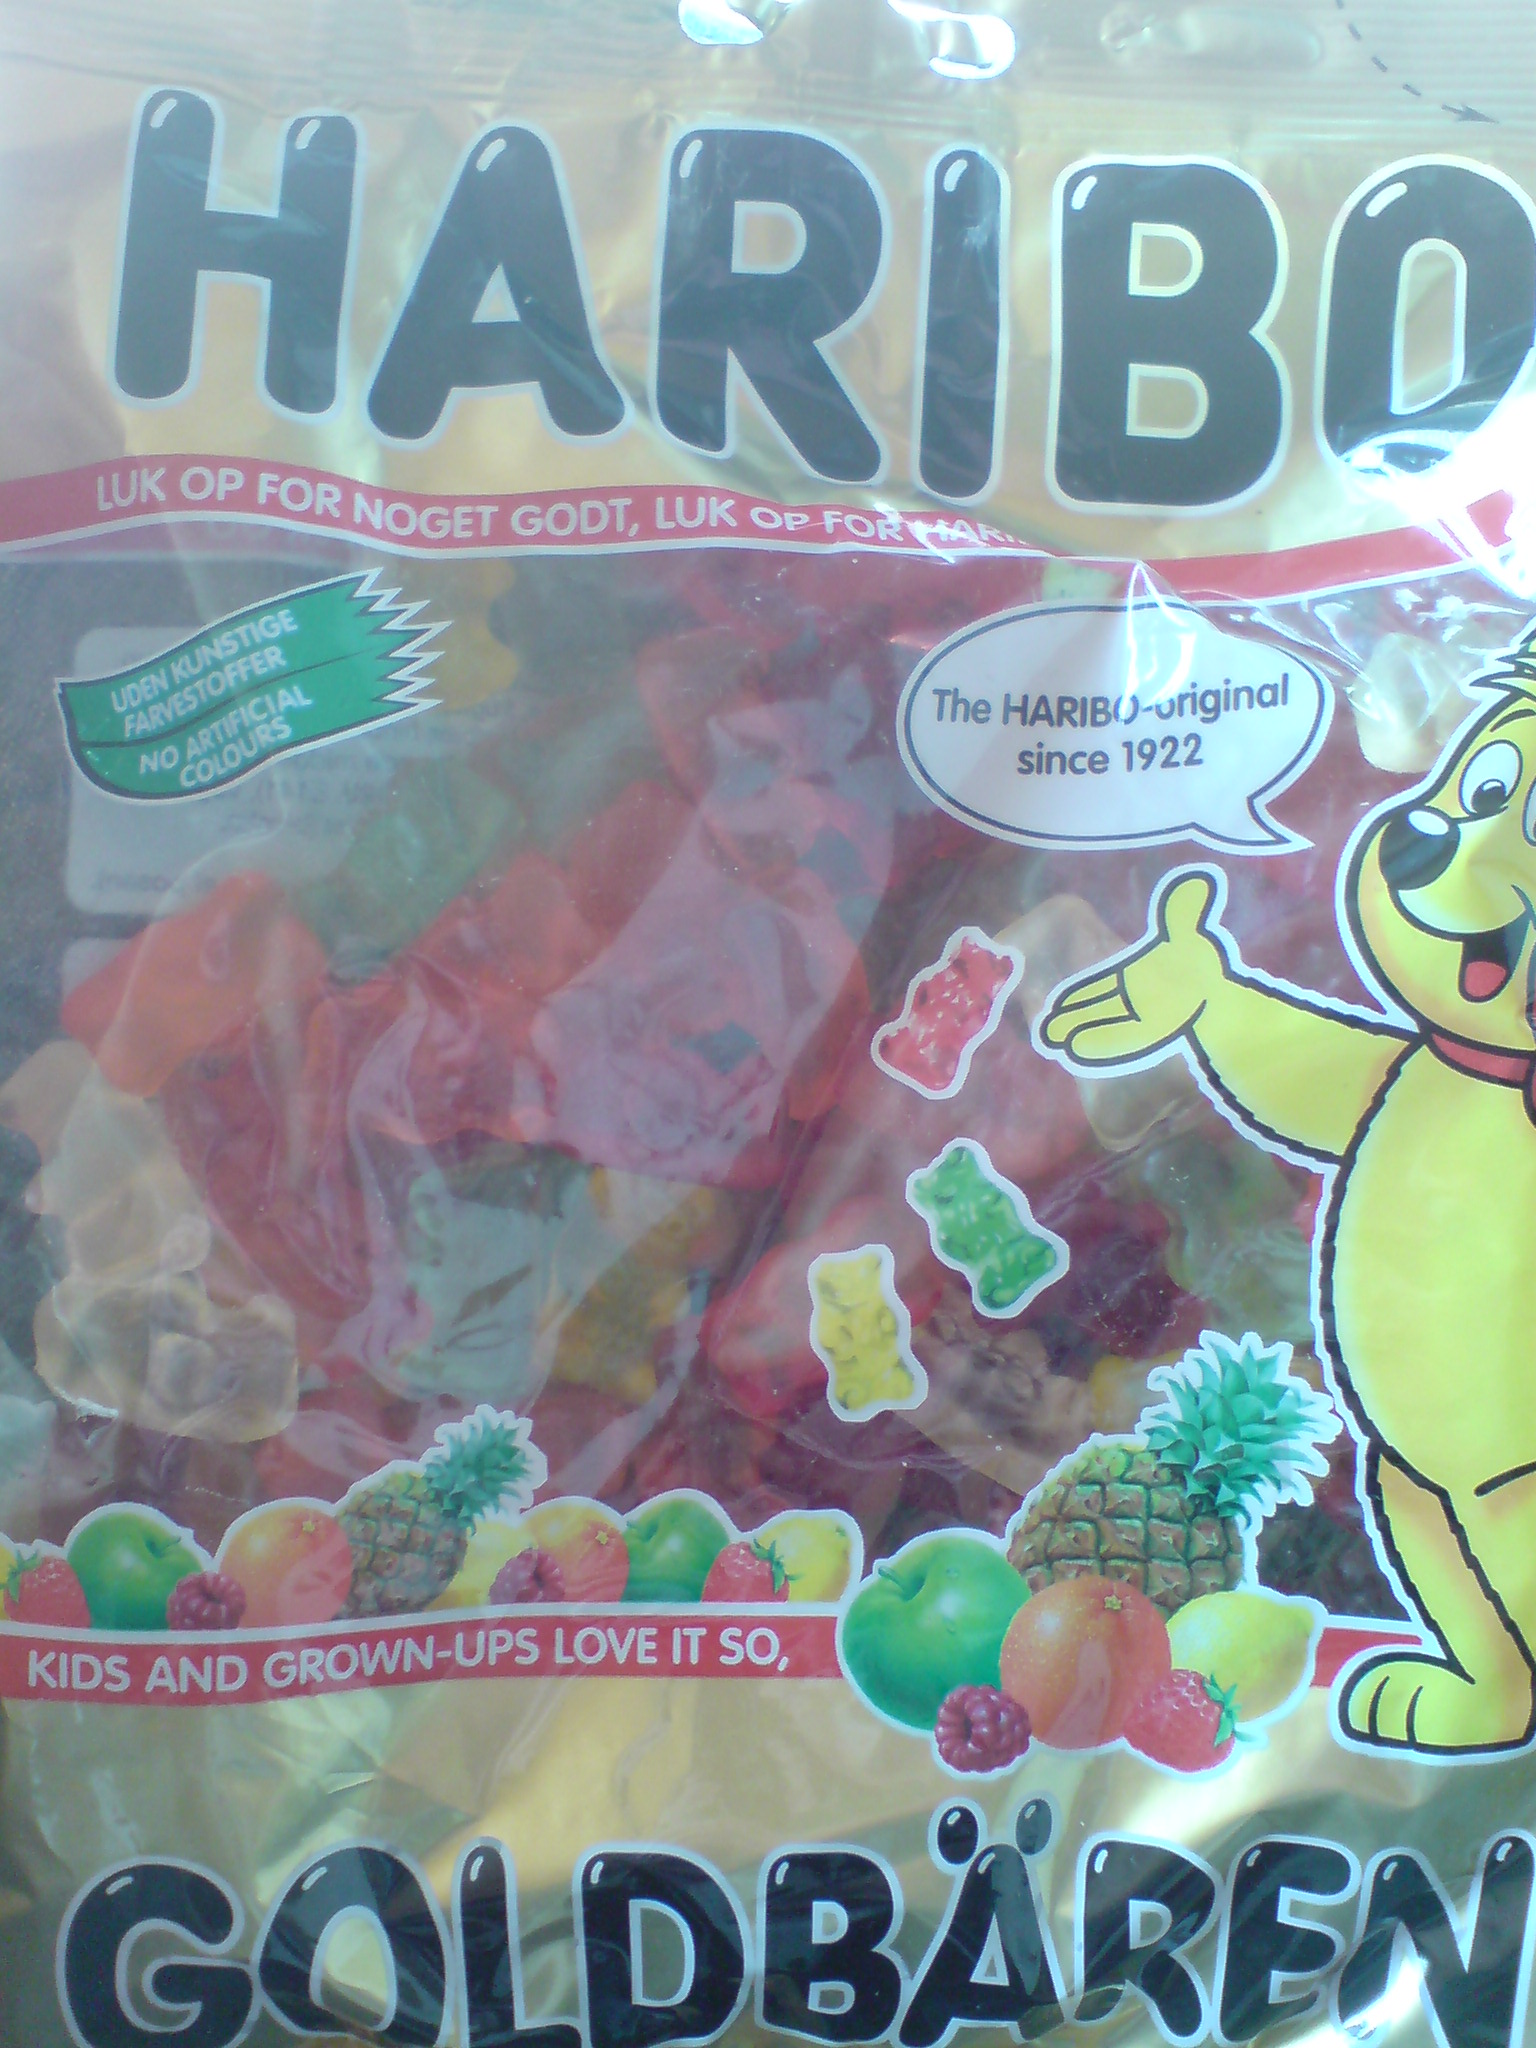 HARIBO
LUK OP FOR NOGET GODT, LUK OP FOR HARI
UDEN KUNSTIGE
FARVESTOFFER
NO ARTIFICIAL
COLOURS
The HARIBO-original
since 1922
KIDS AND GROWN-UPS LOVE IT SO,
GOLDBÄREN